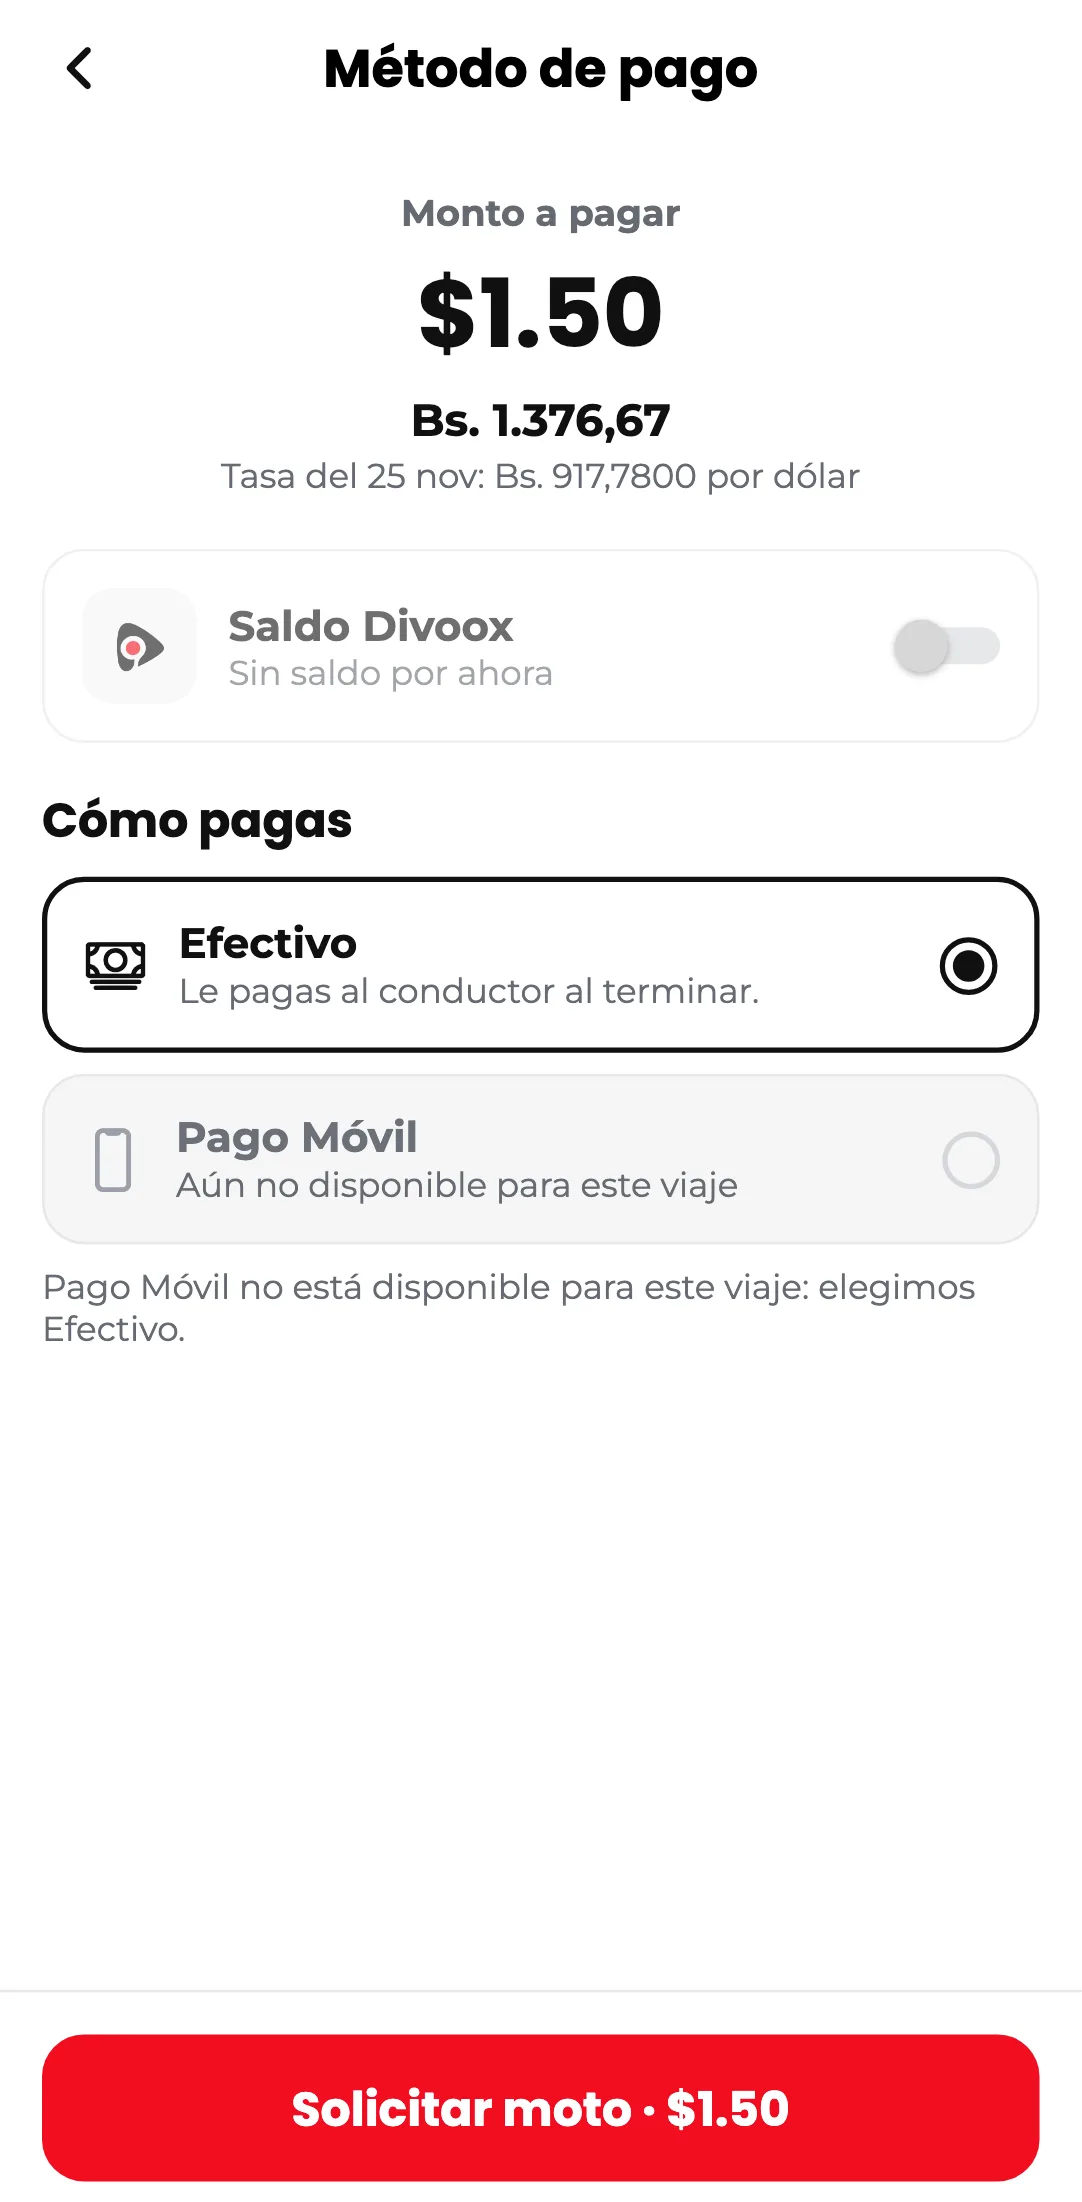 Método de pago
Monto a pagar
$1.50
Bs. 1.376,67
Tasa del 25 nov: Bs. 917,7800 por dólar
Saldo Divoox
Sin saldo por ahora
Cómo pagas
Efectivo
Le pagas al conductor al terminar.
Pago Móvil
Aún no disponible para este viaje
Pago Móvil no está disponible para este viaje: elegimos
Efectivo.
Solicitar moto · $1.50